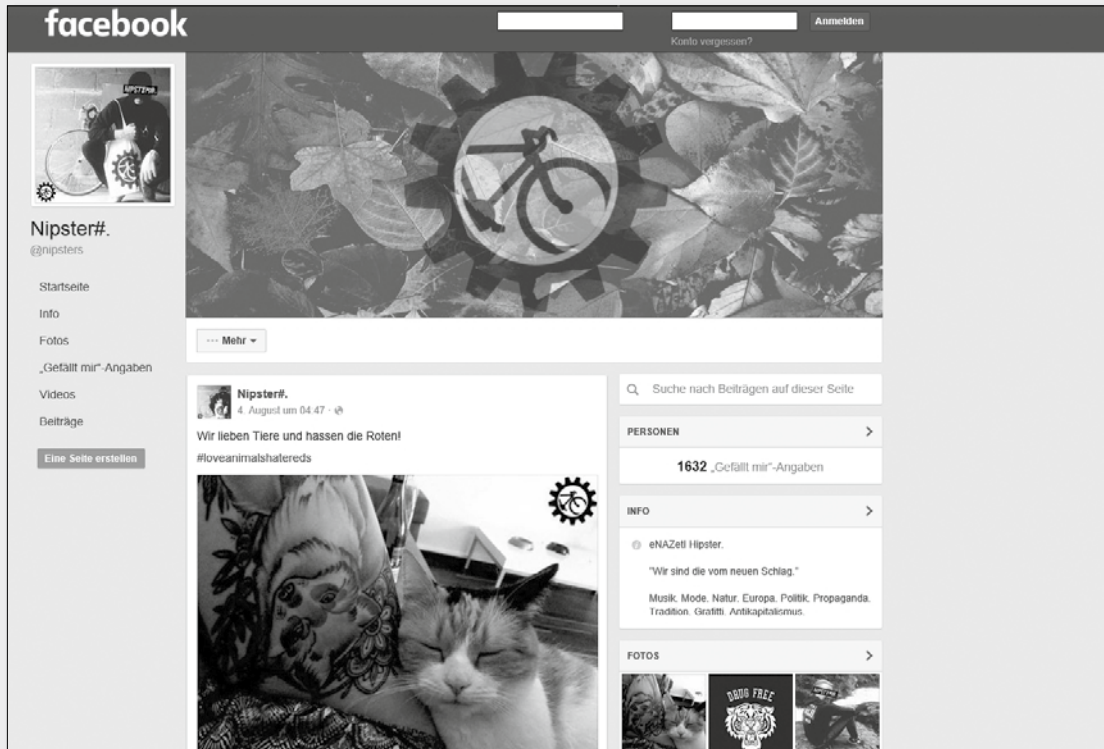 facebook
Anmelden
Konto vergessen?
Nipster#.
@nipsters
Startseite
Info
Fotos
„Gefällt mir“-Angaben
Videos
Beiträge
Eine Seite erstellen
··· Mehr
Nipster#.
4. August um 04:47 ·
Wir lieben Tiere und hassen die Roten!
#loveanimalshatereds
Suche nach Beiträgen auf dieser Seite
PERSONEN
1632 „Gefällt mir“-Angaben
INFO
eNAZetI Hipster.
"Wir sind die vom neuen Schlag."
Musik. Mode. Natur. Europa. Politik. Propaganda.
Tradition. Grafitti. Antikapitalismus.
FOTOS
DRUG FREE